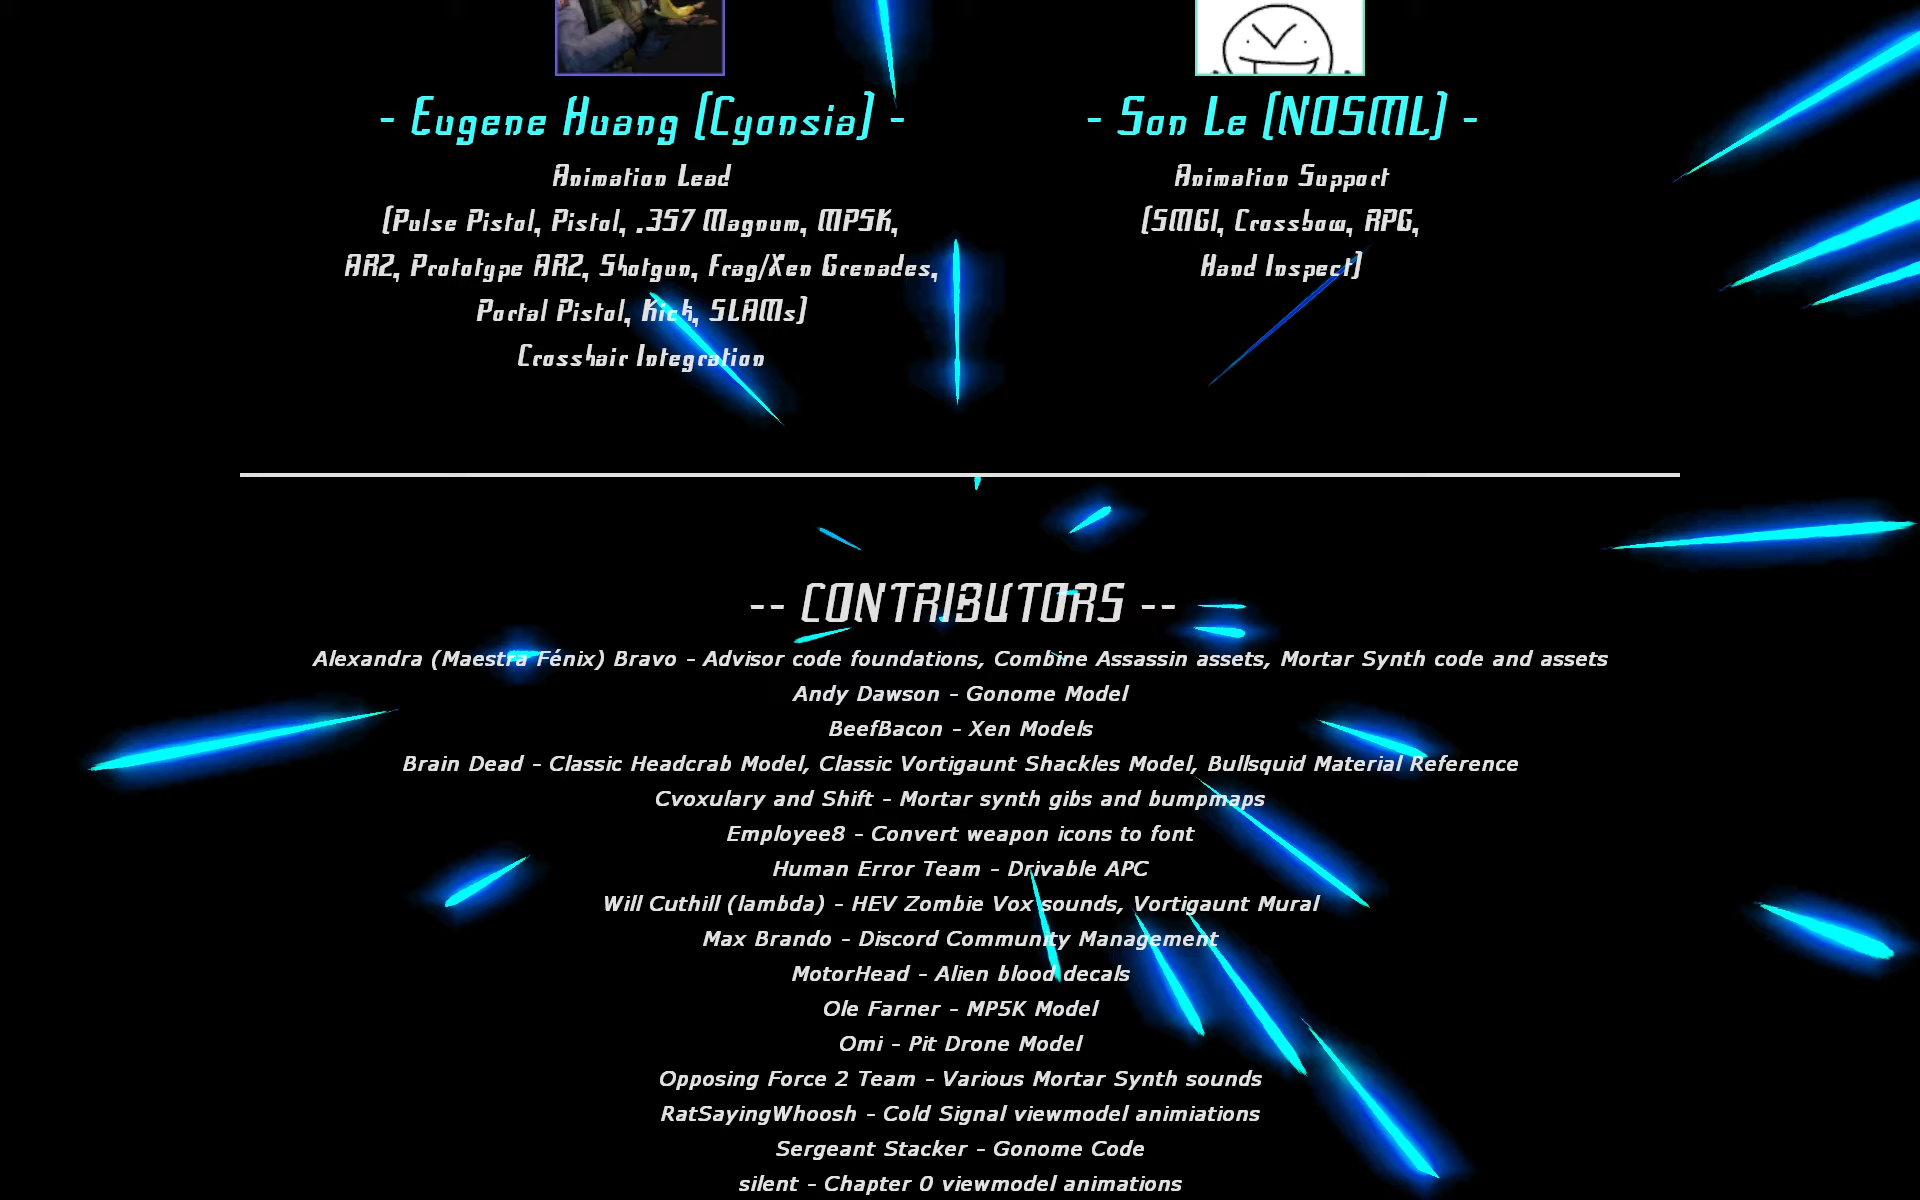 - Eugene Huang (Cyonsia) -
Animation Lead
(Pulse Pistol, Pistol, .357 Magnum, MP5K,
AR2, Prototype AR2, Shotgun, Frag/Xen Grenades,
Portal Pistol, Kick, SLAMs)
Crosshair Integration
- Son Le (NOSML) -
Animation Support
(SMG1, Crossbow, RPG,
Hand Inspect)
-- CONTRIBUTORS --
Alexandra (Maestra Fénix) Bravo - Advisor code foundations, Combine Assassin assets, Mortar Synth code and assets
Andy Dawson - Gonome Model
BeefBacon - Xen Models
Brain Dead - Classic Headcrab Model, Classic Vortigaunt Shackles Model, Bullsquid Material Reference
Cvoxulary and Shift - Mortar synth gibs and bumpmaps
Employee8 - Convert weapon icons to font
Human Error Team - Drivable APC
Will Cuthill (lambda) - HEV Zombie Vox sounds, Vortigaunt Mural
Max Brando - Discord Community Management
MotorHead - Alien blood decals
Ole Farner - MP5K Model
Omi - Pit Drone Model
Opposing Force 2 Team - Various Mortar Synth sounds
RatSayingWhoosh - Cold Signal viewmodel animiations
Sergeant Stacker - Gonome Code
silent - Chapter 0 viewmodel animations